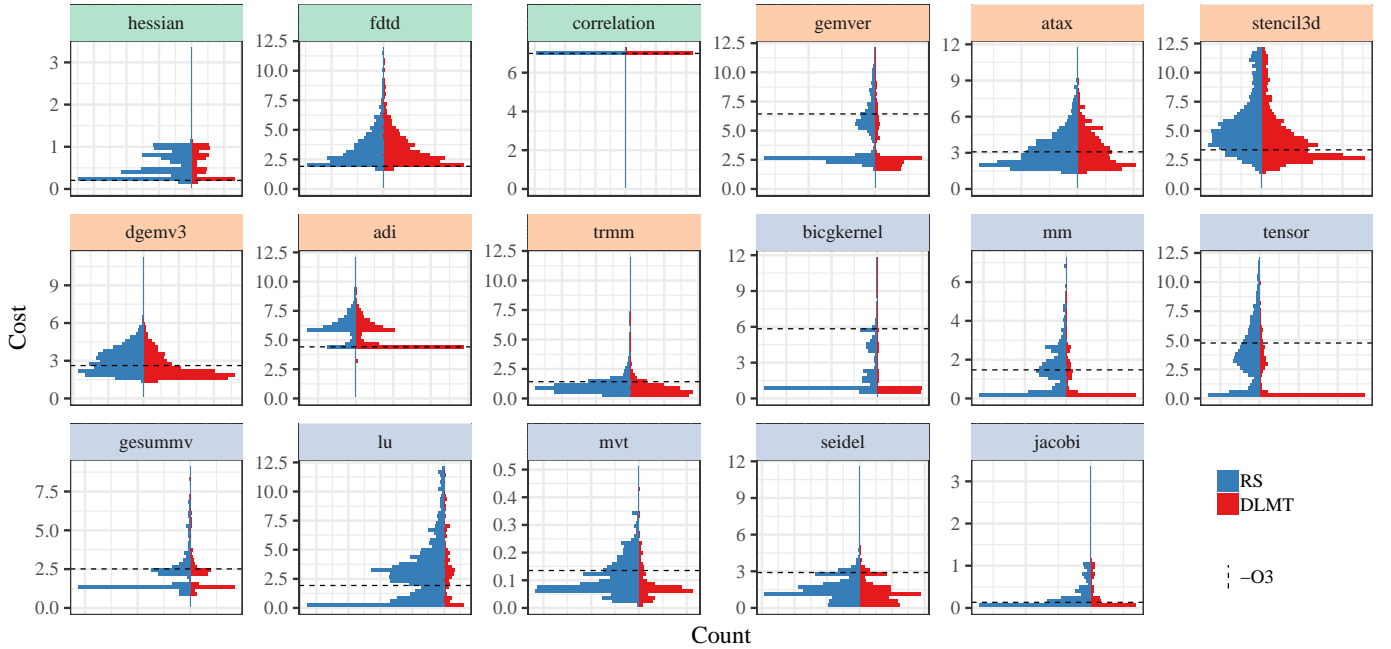 hessian fdtd correlation gemver atax stencil3d
3 2 1 0
12.5 10.0 7.5 5.0 2.5 0.0
6 4 2 0
12.5 10.0 7.5 5.0 2.5 0.0
12 9 6 3 0
12.5 10.0 7.5 5.0 2.5 0.0
dgemv3 adi trmm bicgkernel mm tensor
9 6 3 0
12.5 10.0 7.5 5.0 2.5 0.0
12.5 10.0 7.5 5.0 2.5 0.0
12 9 6 3 0
6 4 2 0
12.5 10.0 7.5 5.0 2.5 0.0
Cost
gesummv lu mvt seidel jacobi
7.5 5.0 2.5 0.0
12.5 10.0 7.5 5.0 2.5 0.0
0.5 0.4 0.3 0.2 0.1 0.0
12 9 6 3 0
3 2 1 0
RS
DLMT
−O3
Count